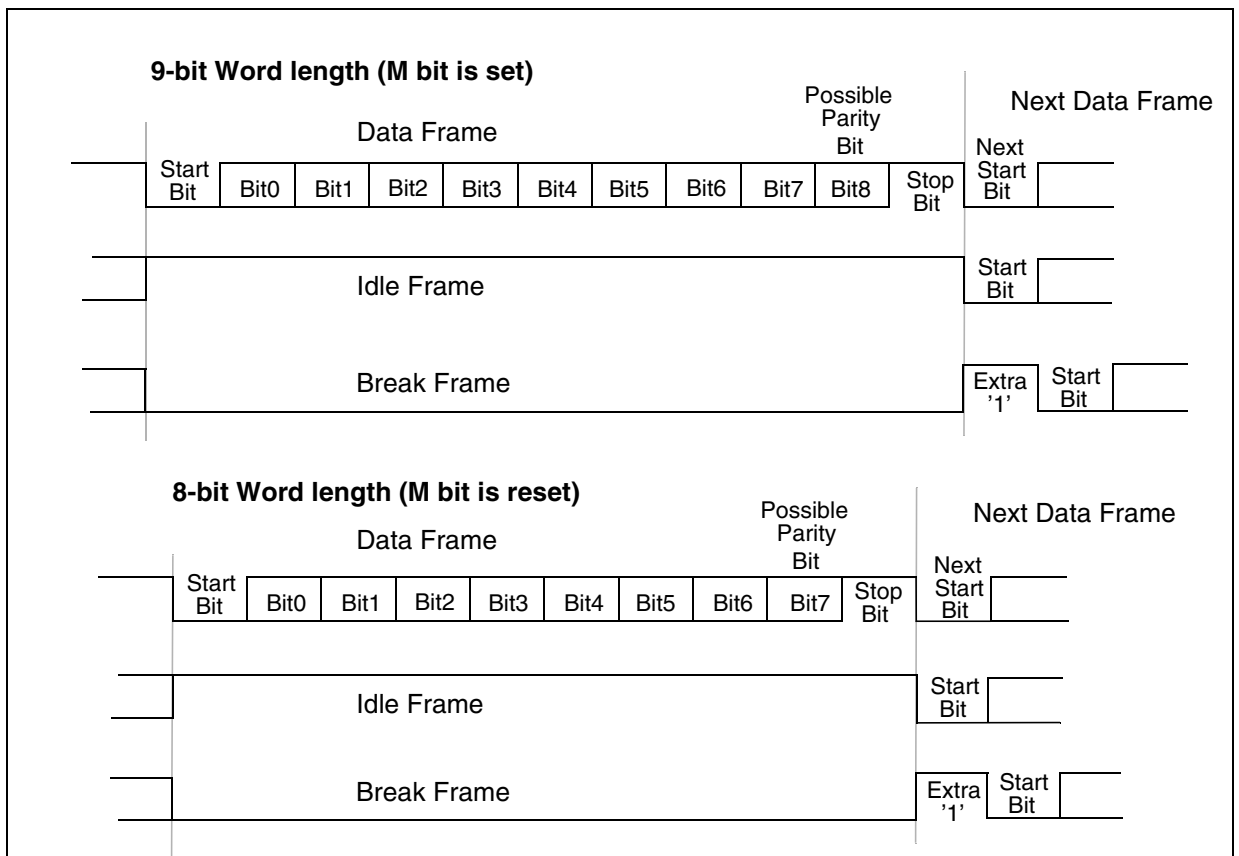 9-bit Word length (M bit is set)
Possible
Parity
Bit
Next Data Frame
Data Frame
Next
Start
Bit
Start
Bit
Bit0
Bit1
Bit2
Bit3
Bit4
Bit5
Bit6
Bit7
Bit8
Stop
Bit
Idle Frame
Start
Bit
Break Frame
Extra
'1'
Start
Bit
8-bit Word length (M bit is reset)
Possible
Parity
Bit
Next Data Frame
Data Frame
Next
Start
Bit
Start
Bit
Bit0
Bit1
Bit2
Bit3
Bit4
Bit5
Bit6
Bit7
Stop
Bit
Idle Frame
Start
Bit
Break Frame
Extra
'1'
Start
Bit